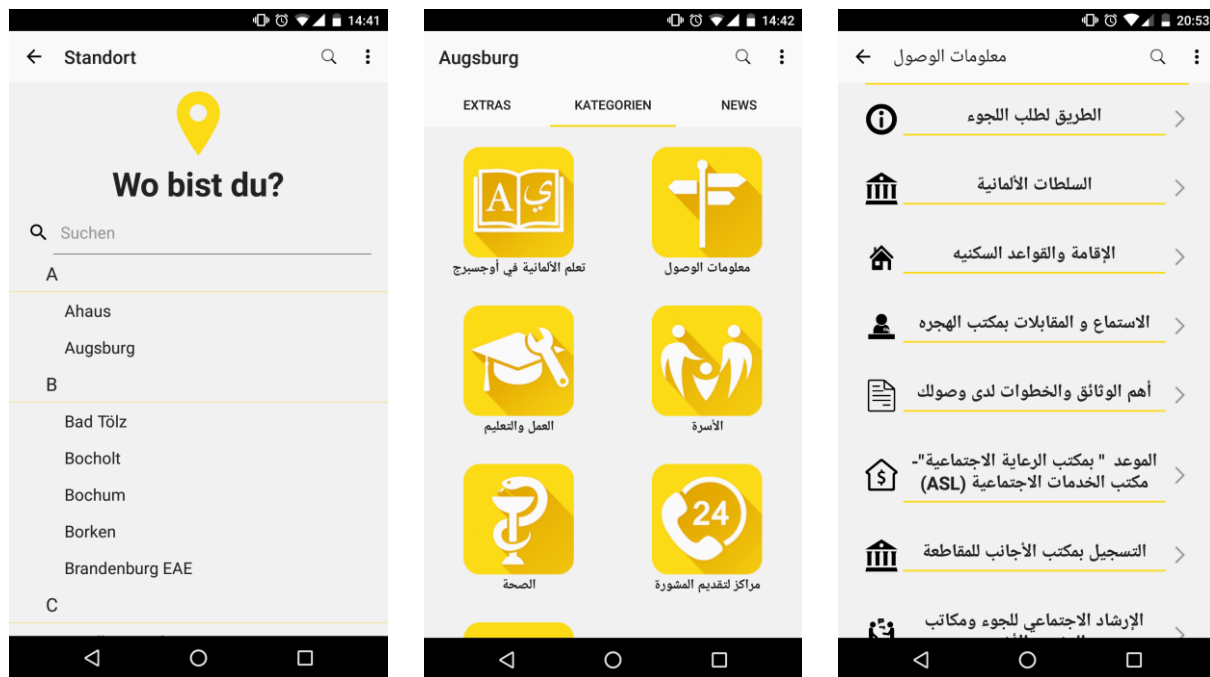 14:41
Standort
Wo bist du?
Suchen
A
Ahaus
Augsburg
B
Bad Tölz
Bocholt
Bochum
Borken
Brandenburg EAE
C
14:42
Augsburg
EXTRAS KATEGORIEN NEWS
A ي
تعلم الألمانية في أوجسبرج
معلومات الوصول
العمل والتعليم
الأسرة
24
الصحة
مراكز لتقديم المشورة
20:53
معلومات الوصول
الطريق لطلب اللجوء
السلطات الألمانية
الإقامة والقواعد السكنيه
الاستماع و المقابلات بمكتب الهجره
أهم الوثائق والخطوات لدى وصولك
الموعد " بمكتب الرعاية الاجتماعية"-
مكتب الخدمات الاجتماعية (ASL)
$
التسجيل بمكتب الأجانب للمقاطعة
الإرشاد الاجتماعي للجوء ومكاتب